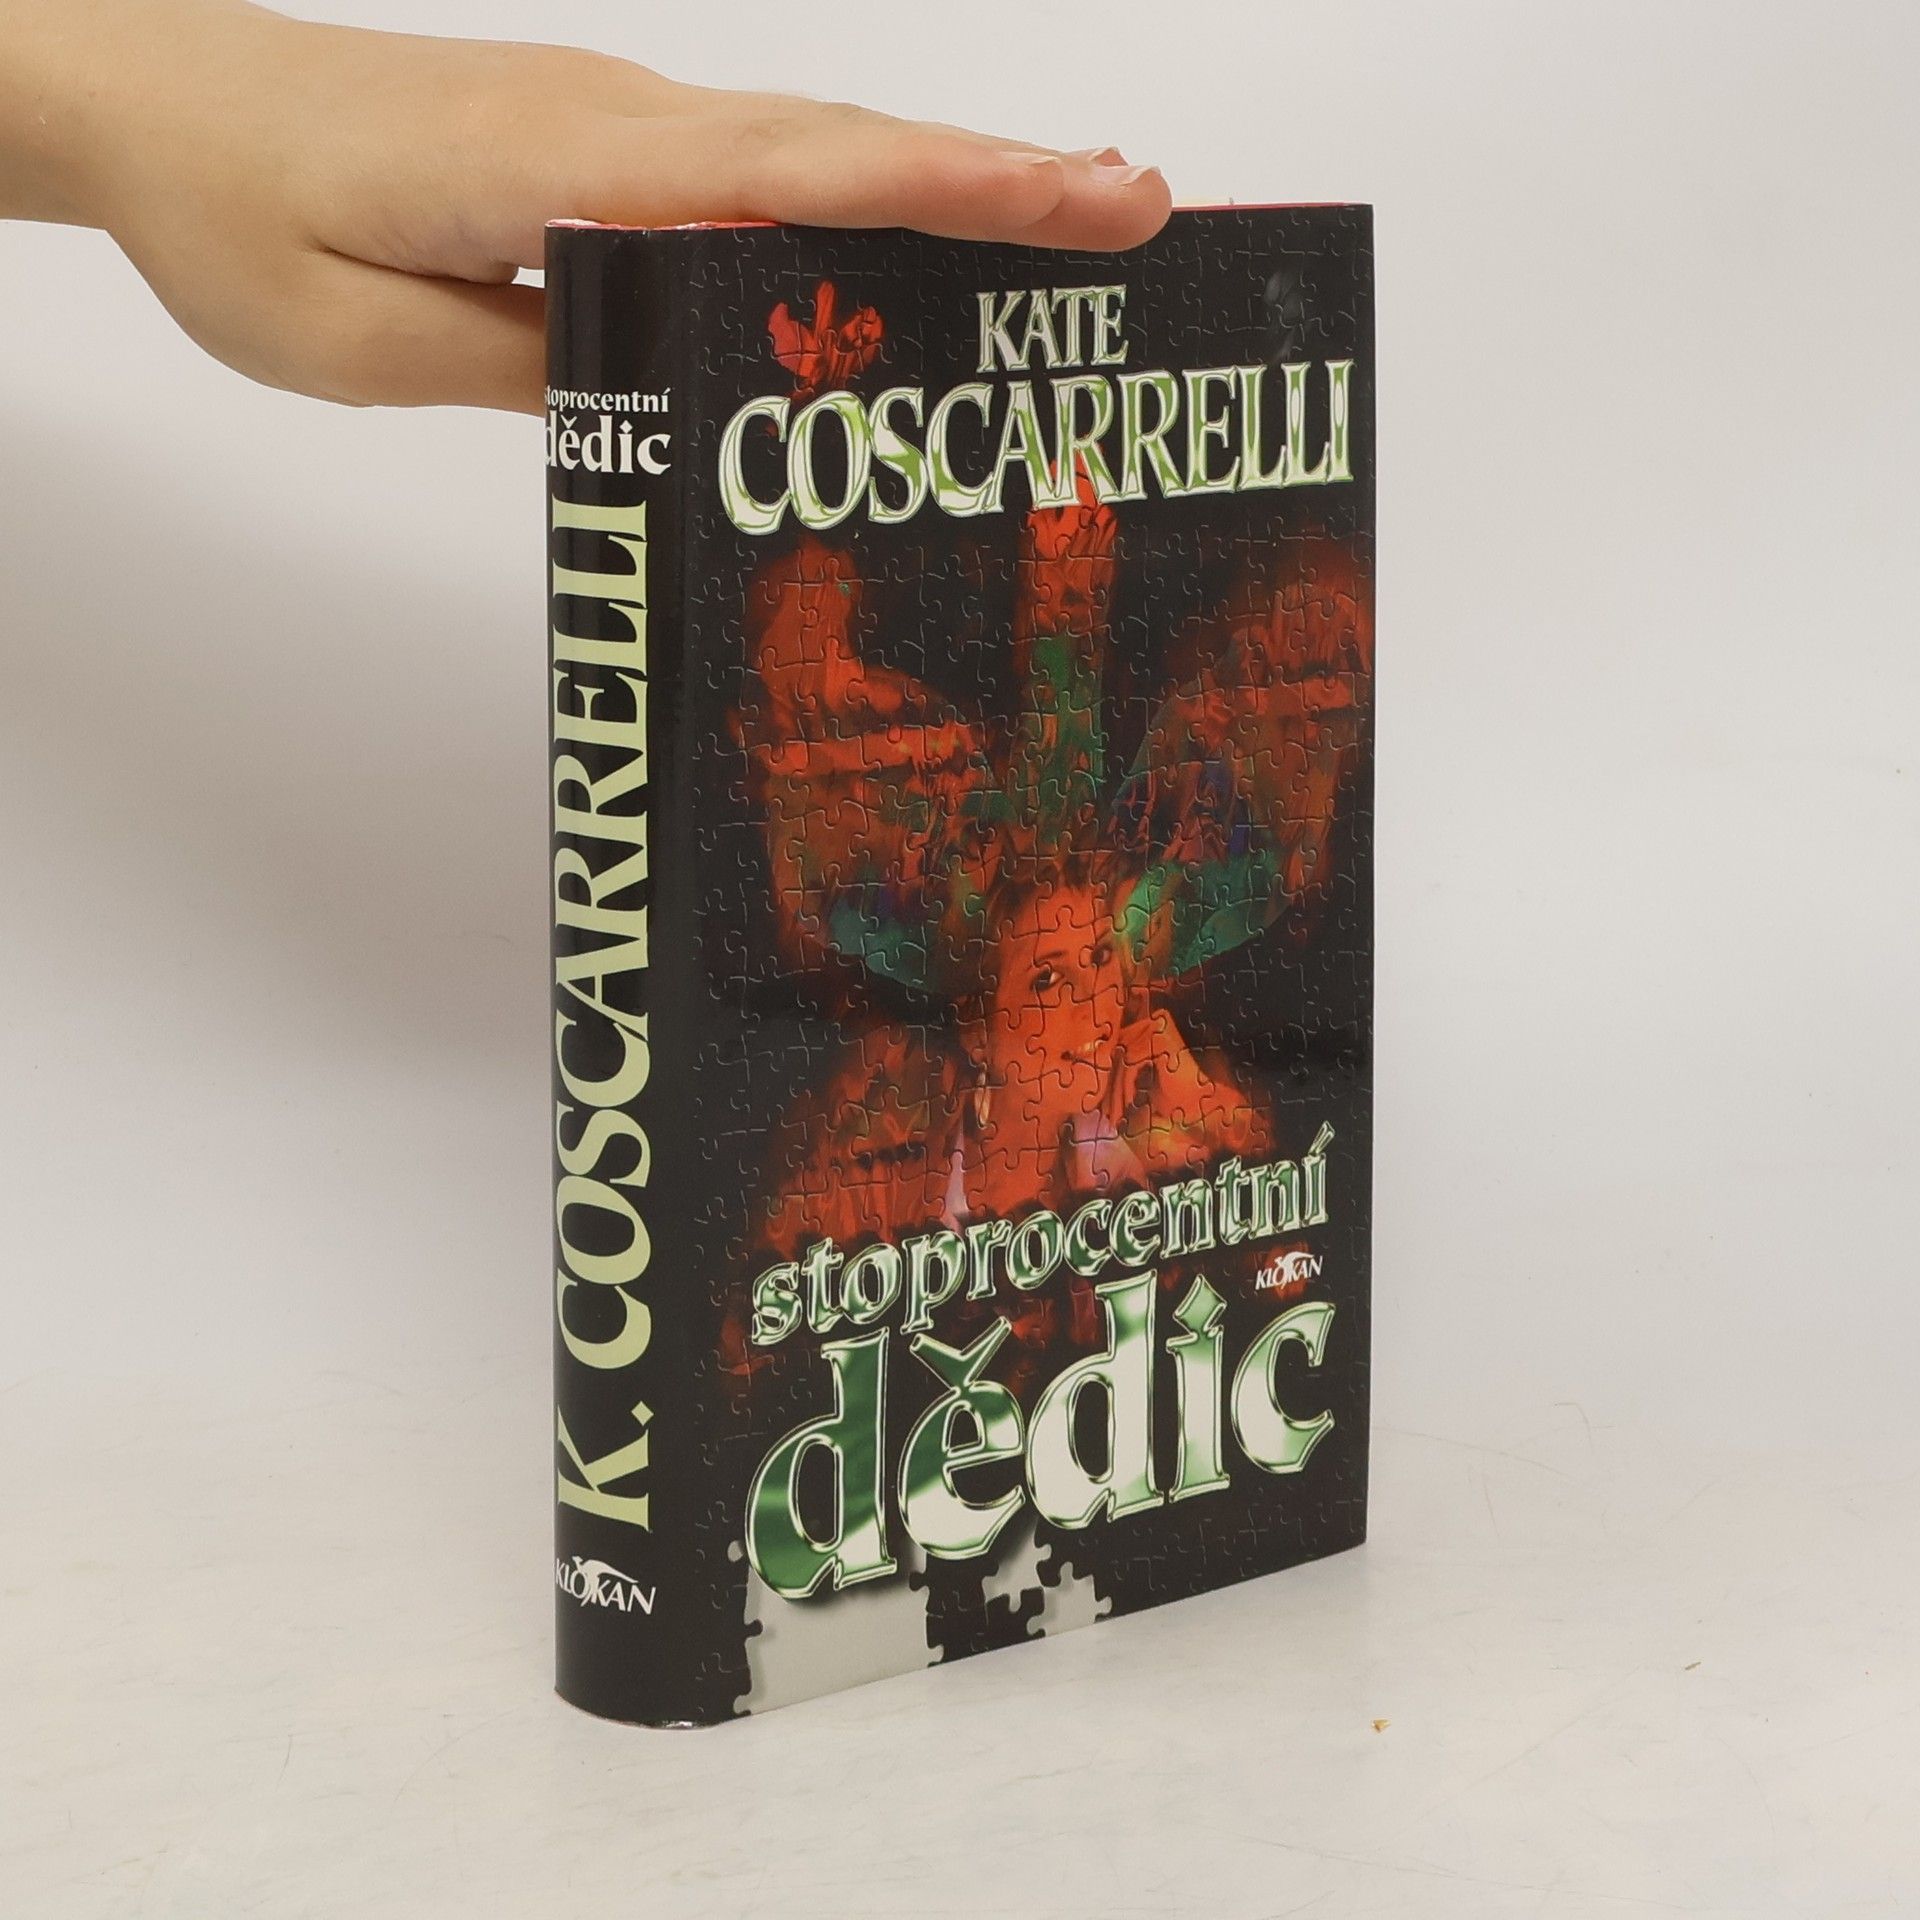 stoprocentní
dědic
K. COSCARRELLI
KLOKAN
KATE
COSCARRELLI
stoprocentní
KLOKAN
dědic